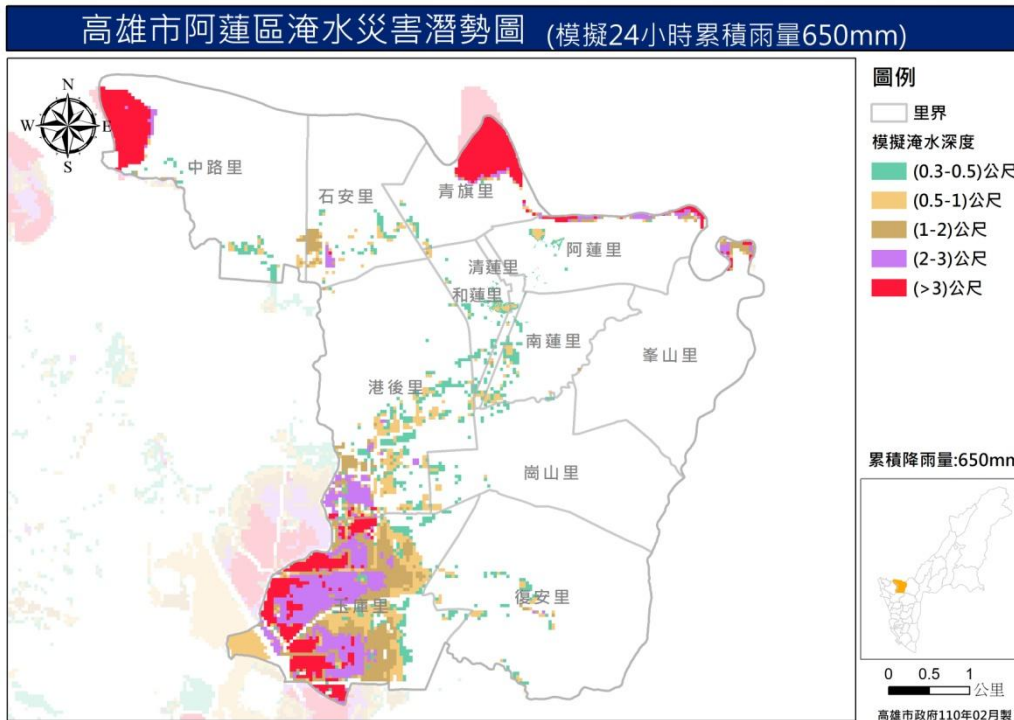 高雄市阿蓮區淹水災害潛勢圖 (模擬24小時累積雨量650mm)
N
W E
S
中路里
石安里
青旗里
阿蓮里
清蓮里
和蓮里
南蓮里
峯山里
港後里
崗山里
玉庫里
復安里
圖例
里界
模擬淹水深度
(0.3-0.5)公尺
(0.5-1)公尺
(1-2)公尺
(2-3)公尺
(>3)公尺
累積降雨量:650mm
0 0.5 1
公里
高雄市政府110年02月製